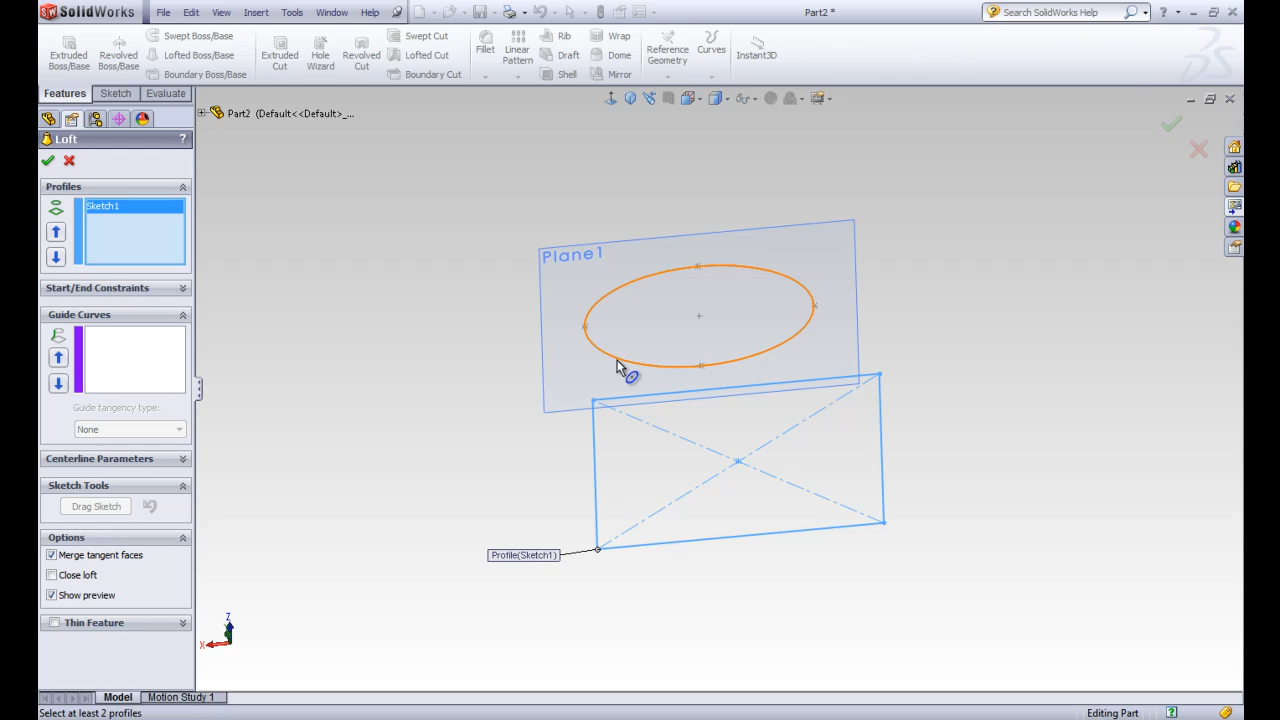 SolidWorks File Edit View Insert Tools Window Help Part2 * Search SolidWorks Help ?
Extruded Boss/Base Revolved Boss/Base Swept Boss/Base Lofted Boss/Base Boundary Boss/Base Extruded Cut Hole Wizard Revolved Cut Swept Cut Lofted Cut Boundary Cut Fillet Linear Pattern Rib Draft Shell Wrap Dome Mirror Reference Geometry Curves Instant3D
Features Sketch Evaluate
Part2 (Default<<Default>_...
Loft ?
Profiles
Sketch1
Plane1
Start/End Constraints
Guide Curves
Guide tangency type:
None
Centerline Parameters
Sketch Tools
Drag Sketch
Options
Merge tangent faces
Profile(Sketch1)
Close loft
Show preview
Thin Feature
Z
X
Model Motion Study 1
Select at least 2 profiles Editing Part ?